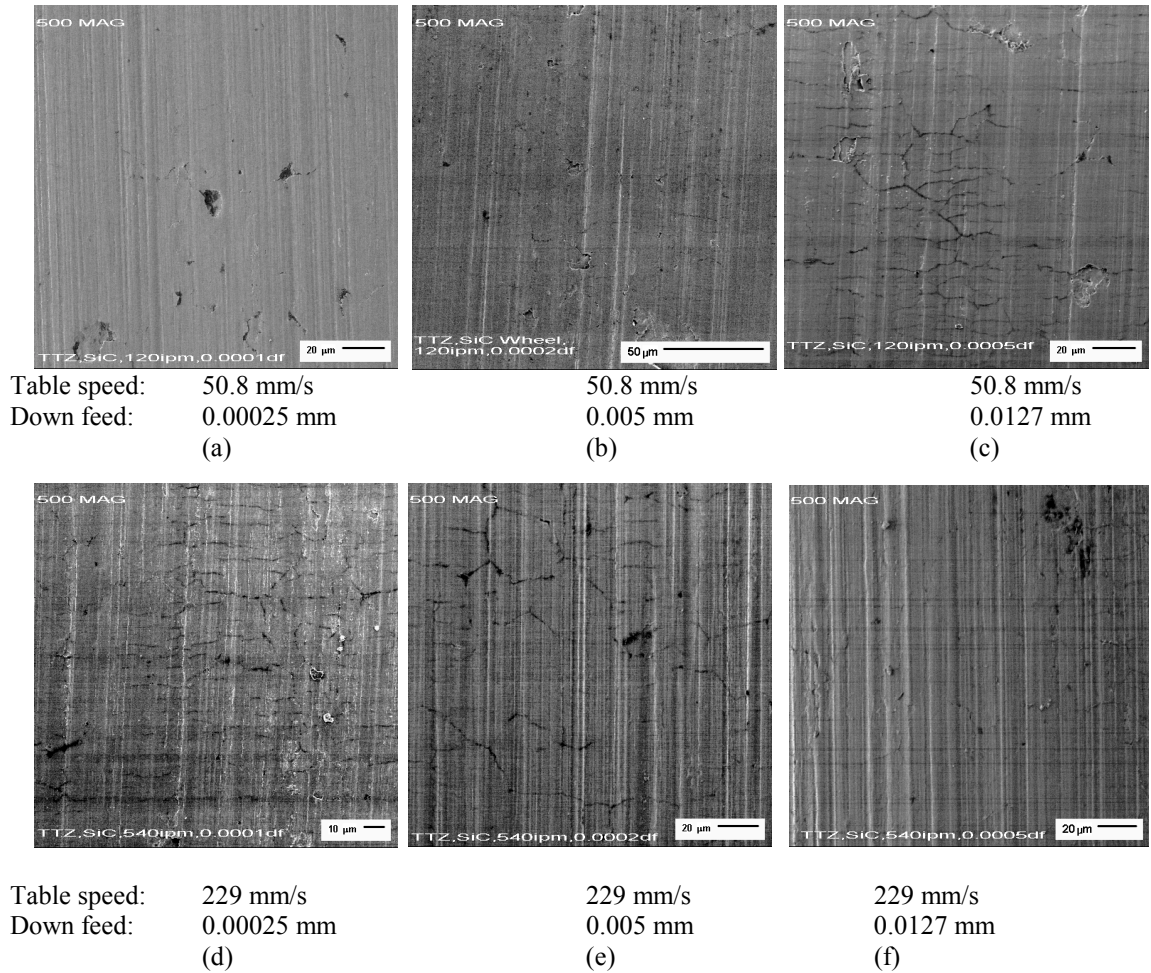 500 MAG
500 MAG
500 MAG
TTZ,SiC,120ipm,0.0001df
20 µm
TTZ,SiC Wheel,
120ipm,0.0002df
50 µm
TTZ,SiC,120ipm,0.0005df
20 µm
Table speed: 50.8 mm/s 50.8 mm/s 50.8 mm/s
Down feed: 0.00025 mm 0.005 mm 0.0127 mm
(a) (b) (c)
500 MAG
500 MAG
500 MAG
TTZ,SiC,540ipm,0.0001df
10 µm
TTZ,SiC,540ipm,0.0002df
20 µm
TTZ,SiC,540ipm,0.0005df
20 µm
Table speed: 229 mm/s 229 mm/s 229 mm/s
Down feed: 0.00025 mm 0.005 mm 0.0127 mm
(d) (e) (f)